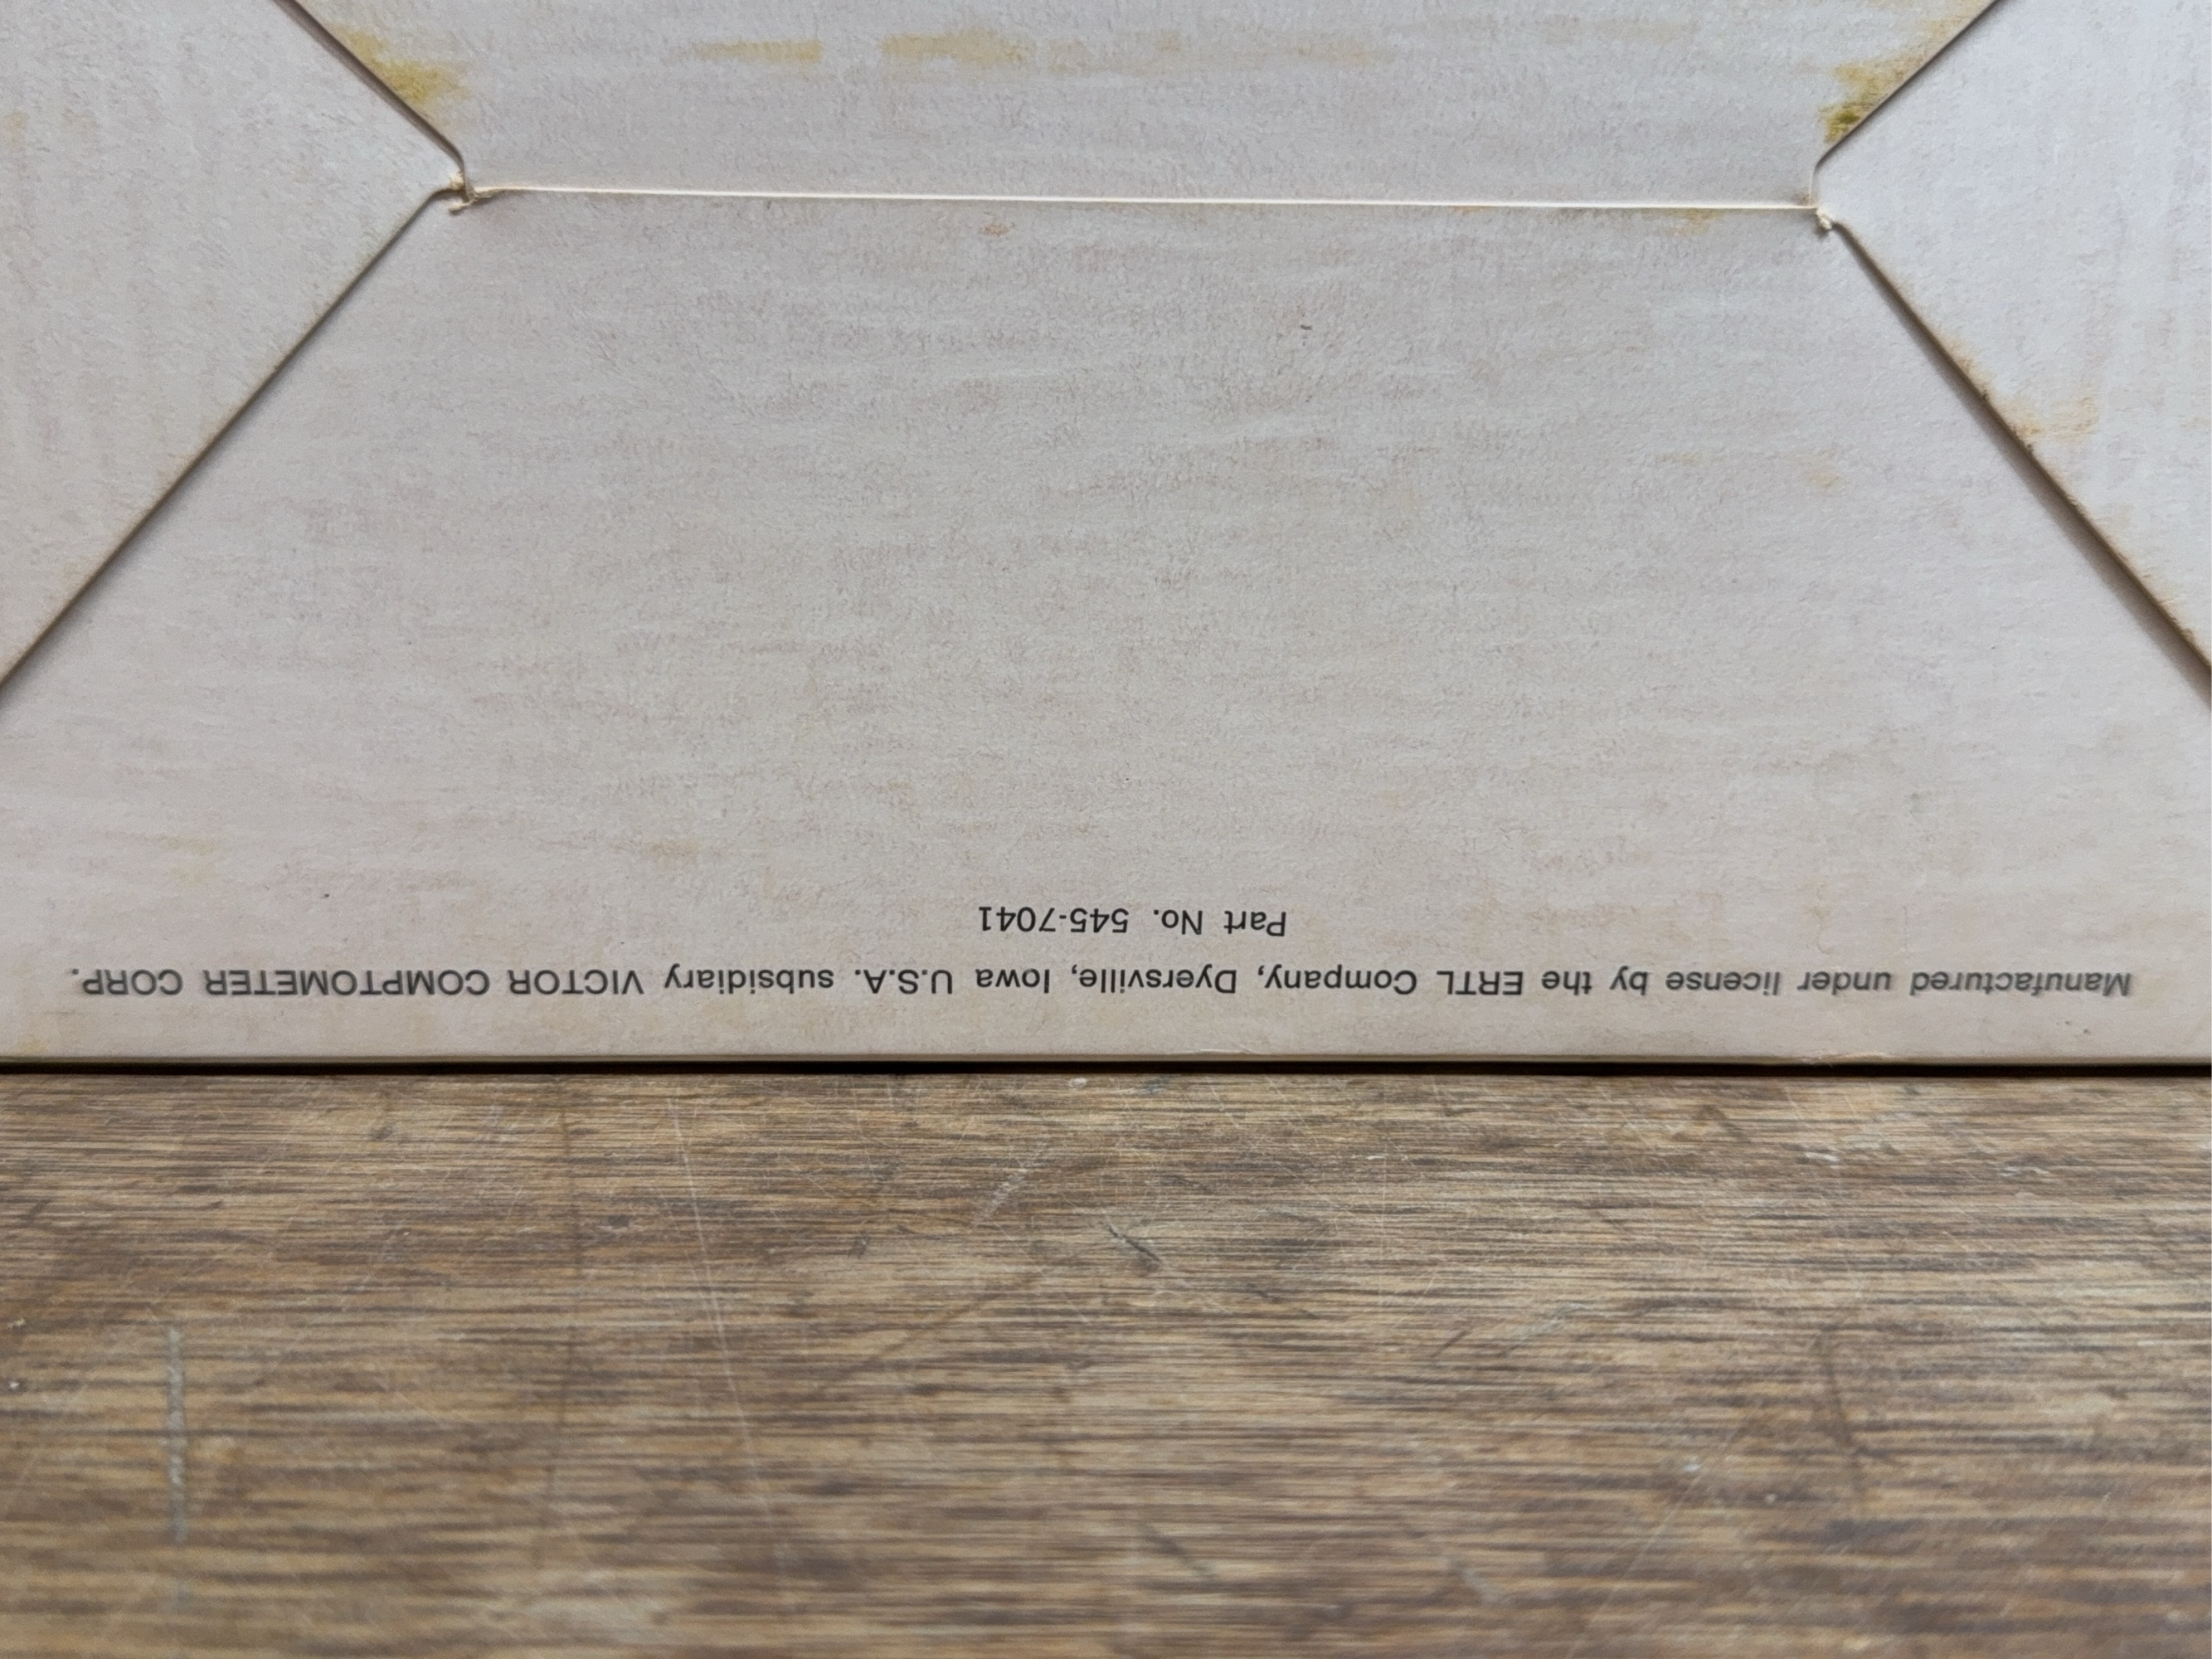 Manufactured under license by the ERTL Company, Dyersville, Iowa U.S.A. subsidiary VICTOR COMPTOMETER CORP.
Part No. 545-7041